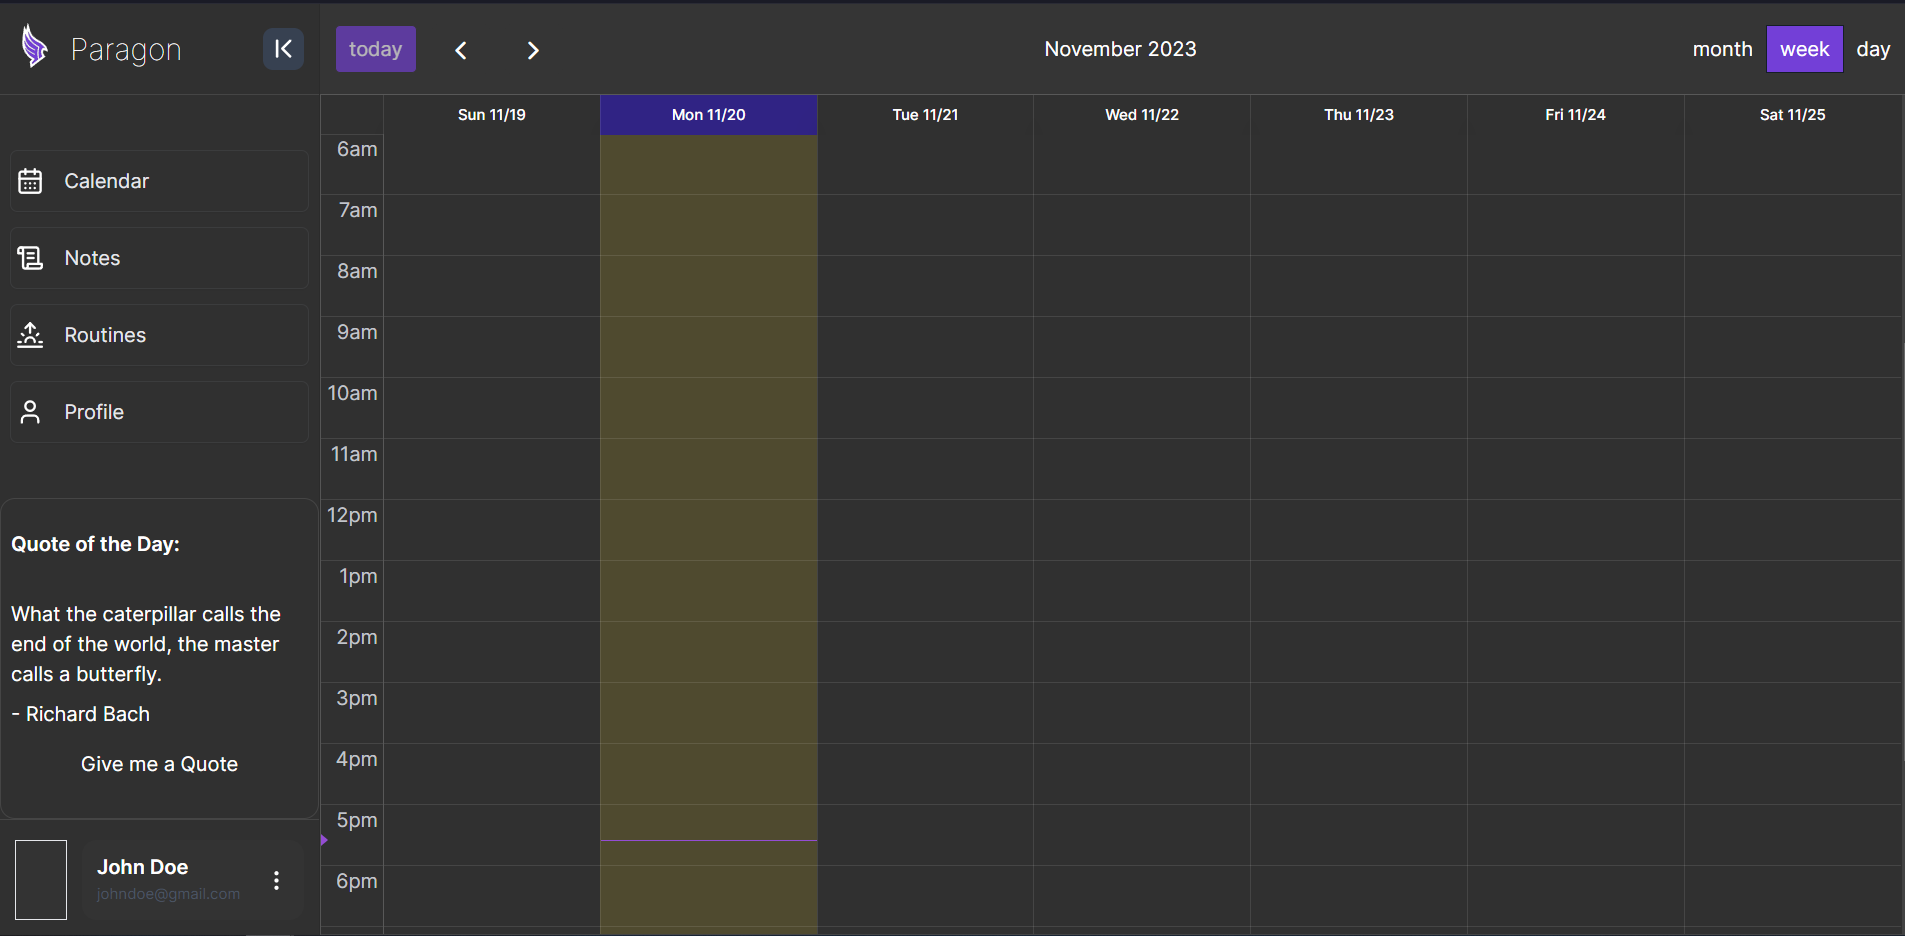 Paragon
today
November 2023
month week day
Calendar
Notes
Routines
Profile
Quote of the Day:
What the caterpillar calls the
end of the world, the master
calls a butterfly.
- Richard Bach
Give me a Quote
John Doe
johndoe@gmail.com
Sun 11/19 Mon 11/20 Tue 11/21 Wed 11/22 Thu 11/23 Fri 11/24 Sat 11/25
6am
7am
8am
9am
10am
11am
12pm
1pm
2pm
3pm
4pm
5pm
6pm